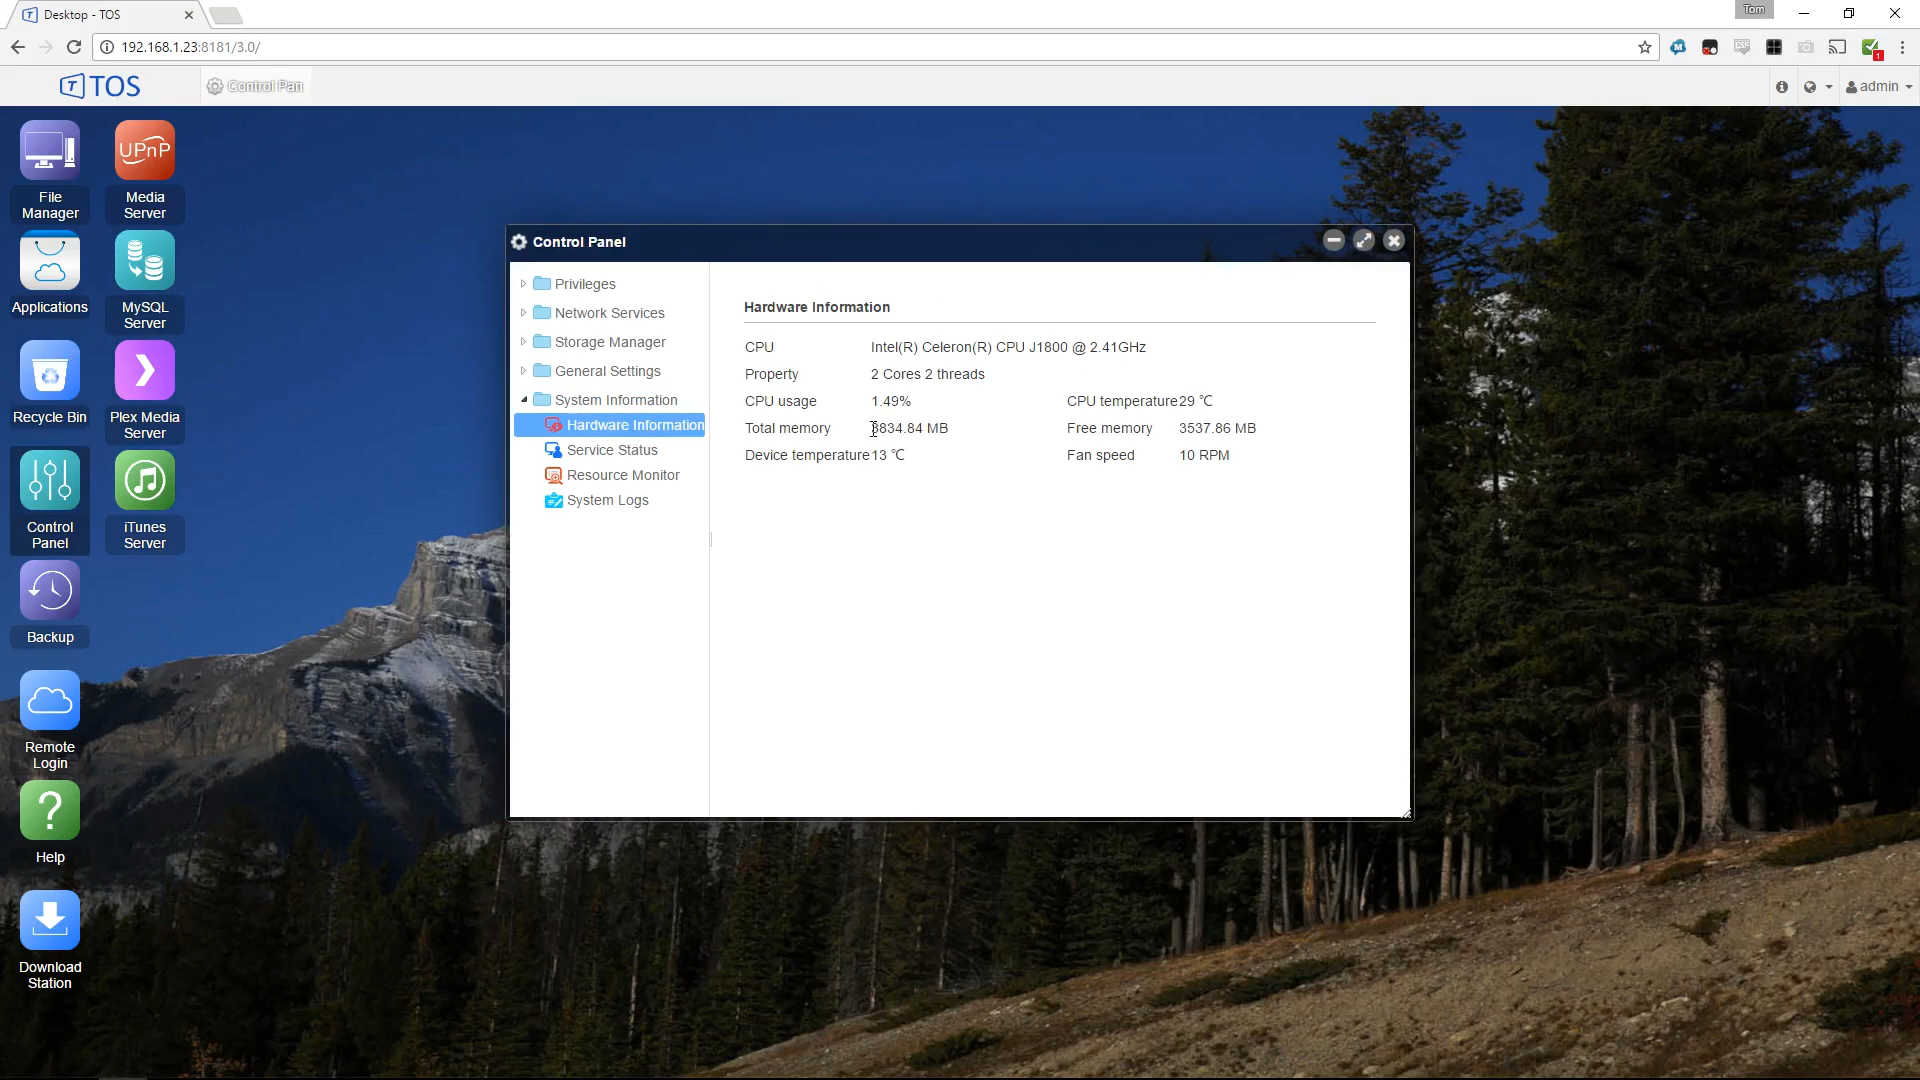 Desktop - TOS
Tom
192.168.1.23:8181/3.0/
1
TOS
Control Pan
admin
File
Manager
UPnP
Media
Server
Applications
MySQL
Server
Recycle Bin
Plex Media
Server
Control
Panel
iTunes
Server
Backup
Remote
Login
Help
Download
Station
Control Panel
Privileges
Network Services
Storage Manager
General Settings
System Information
Hardware Information
Service Status
Resource Monitor
System Logs
Hardware Information
CPU Intel(R) Celeron(R) CPU J1800 @ 2.41GHz
Property 2 Cores 2 threads
CPU usage 1.49% CPU temperature 29 ℃
Total memory 3834.84 MB Free memory 3537.86 MB
Device temperature 13 ℃ Fan speed 10 RPM